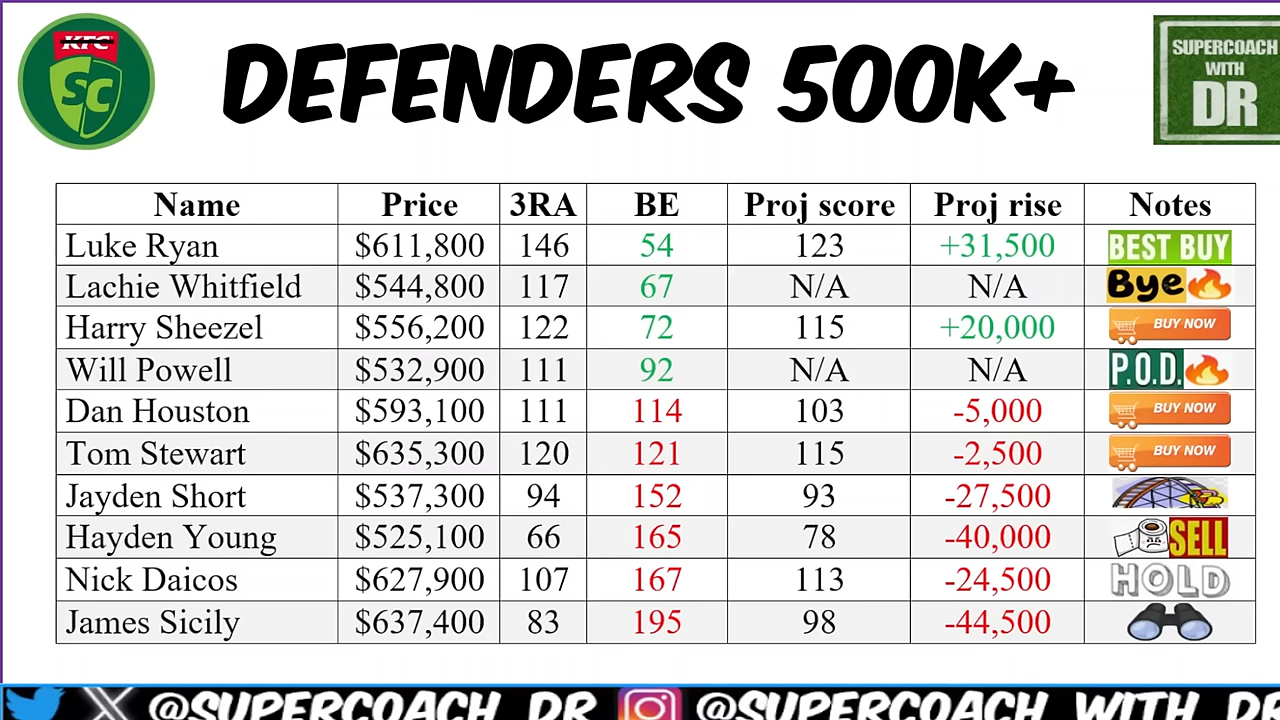 KFC
SC
DEFENDERS 500K+
SUPERCOACH
WITH
DR
Name Price 3RA BE Proj score Proj rise Notes
Luke Ryan $611,800 146 54 123 +31,500 BEST BUY
Lachie Whitfield $544,800 117 67 N/A N/A Bye
Harry Sheezel $556,200 122 72 115 +20,000 BUY NOW
Will Powell $532,900 111 92 N/A N/A P.O.D.
Dan Houston $593,100 111 114 103 -5,000 BUY NOW
Tom Stewart $635,300 120 121 115 -2,500 BUY NOW
Jayden Short $537,300 94 152 93 -27,500
Hayden Young $525,100 66 165 78 -40,000 SELL
Nick Daicos $627,900 107 167 113 -24,500 HOLD
James Sicily $637,400 83 195 98 -44,500
@SUPERCOACH_DR @SUPERCOACH_WITH_DR